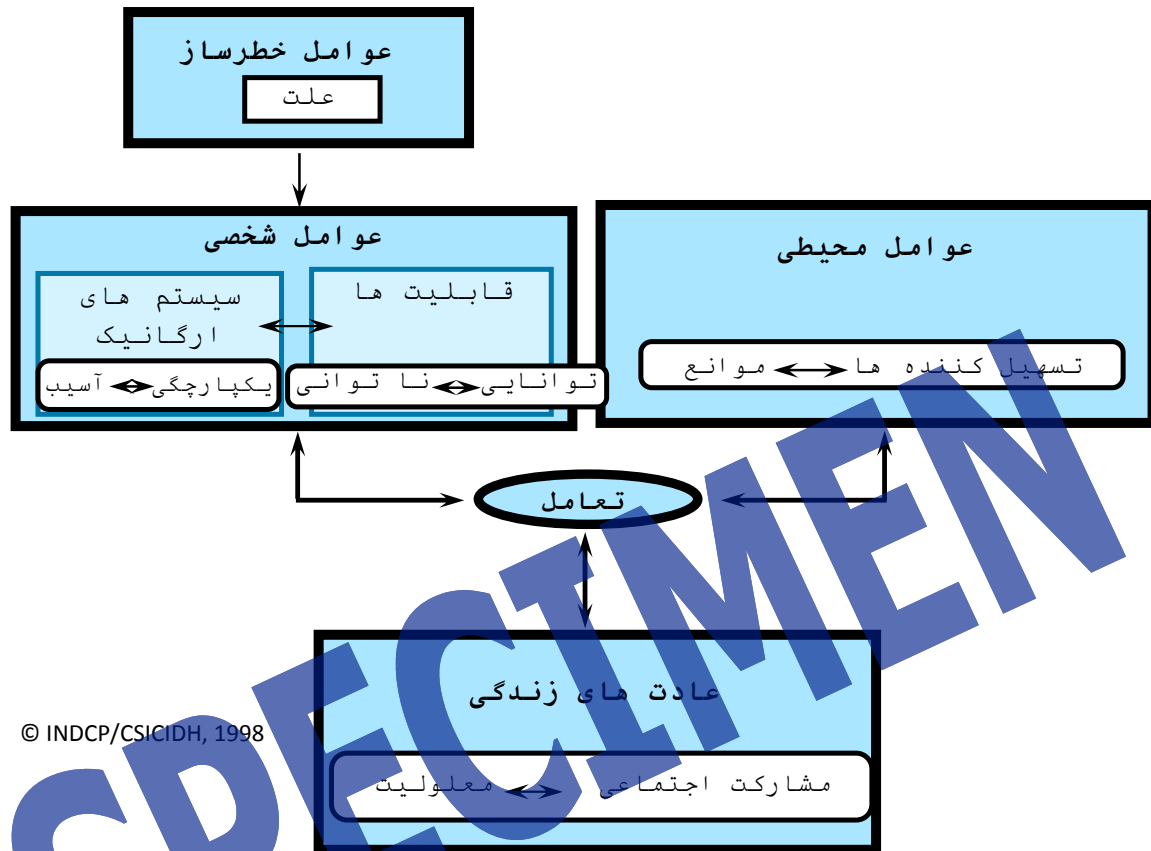 عوامل خطرساز
علت
عوامل شخصی
سیستم های
ارگانیک
قابلیت ها
یکپارچگی آسیب
توانایی نا توانی
عوامل محیطی
تسهیل کننده ها موانع
تعامل
عادت های زندگی
مشارکت اجتماعی معلولیت
© INDCP/CSICIDH, 1998
SPECIMEN